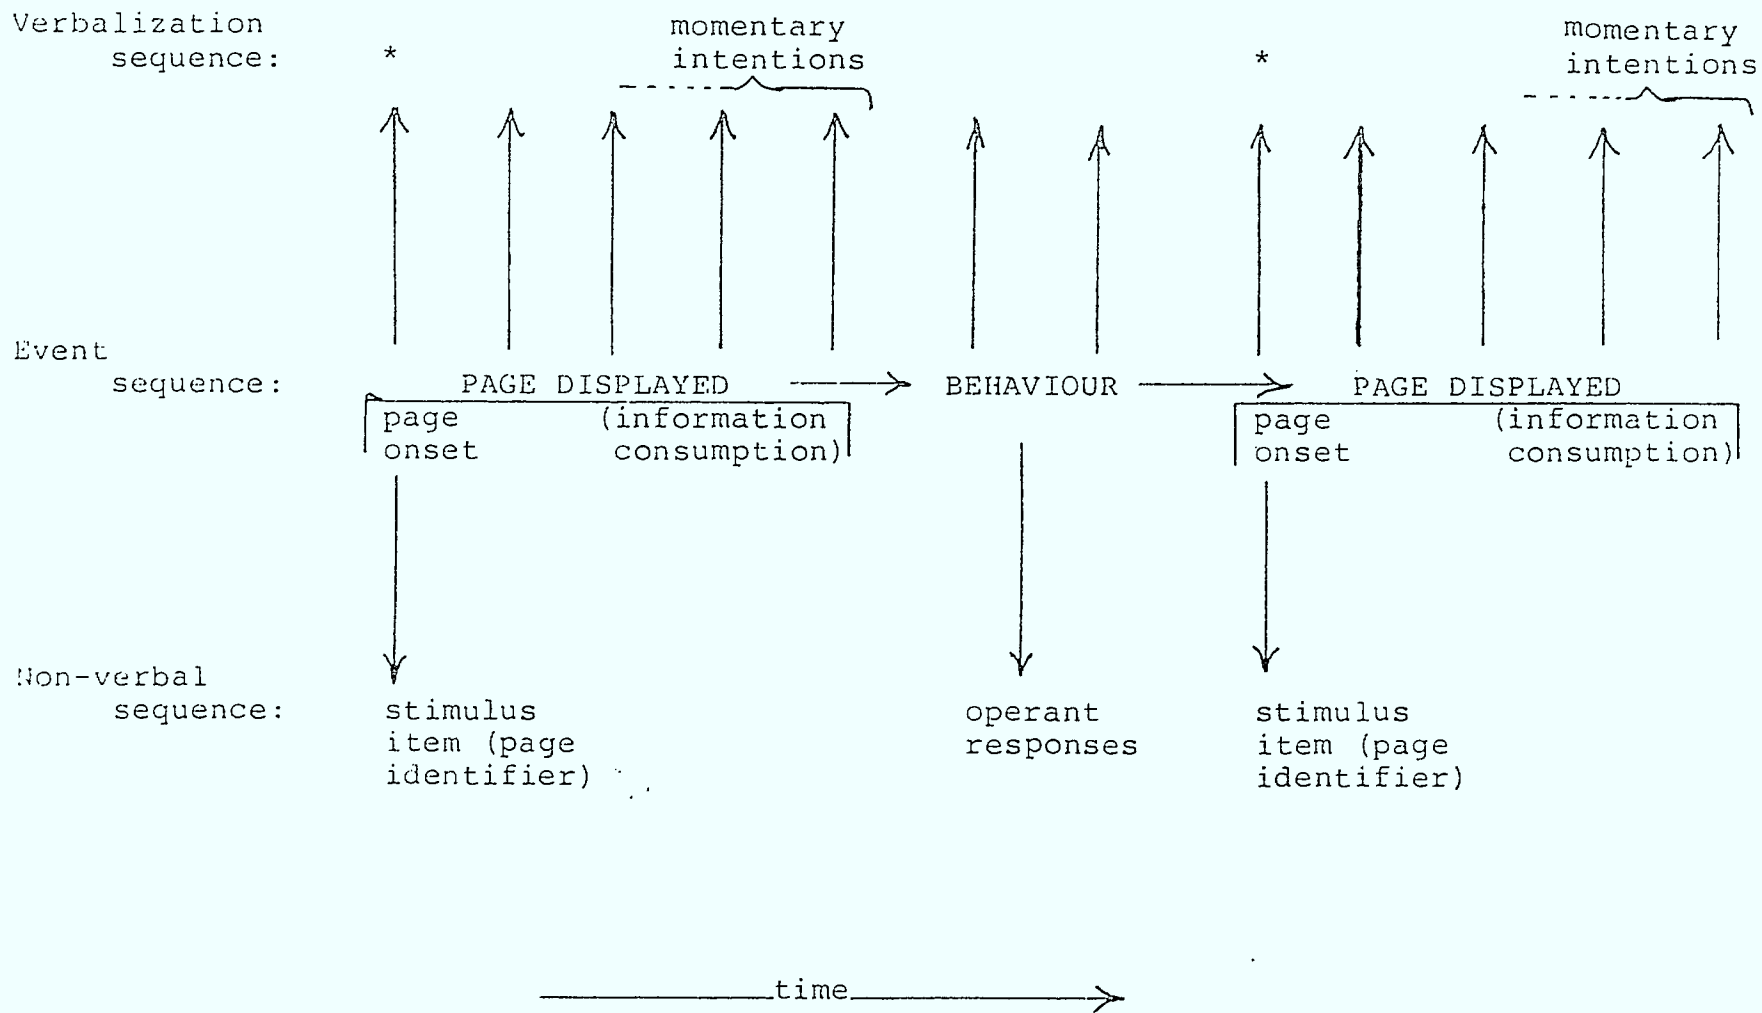 Verbalization
sequence:
*
momentary
intentions
*
momentary
intentions
Event
sequence:
PAGE DISPLAYED
BEHAVIOUR
PAGE DISPLAYED
page (information
onset consumption)
page (information
onset consumption)
Non-verbal
sequence:
stimulus
item (page
identifier)
operant
responses
stimulus
item (page
identifier)
time